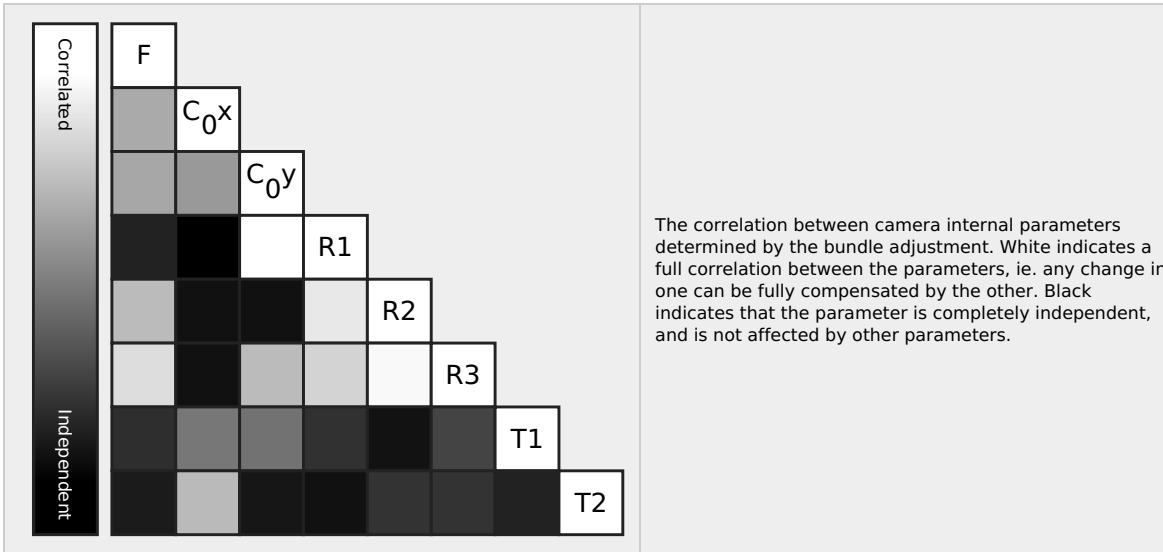 Correlated
Independent
F
C0x
C0y
R1
R2
R3
T1
T2
The correlation between camera internal parameters
determined by the bundle adjustment. White indicates a
full correlation between the parameters, ie. any change in
one can be fully compensated by the other. Black
indicates that the parameter is completely independent,
and is not affected by other parameters.